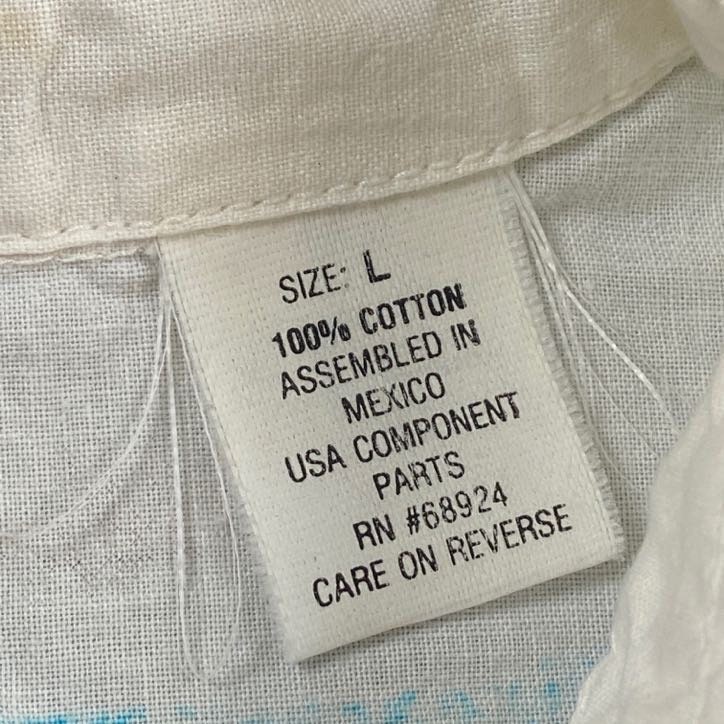 SIZE: L
100% COTTON
ASSEMBLED IN
MEXICO
USA COMPONENT
PARTS
RN #68924
CARE ON REVERSE